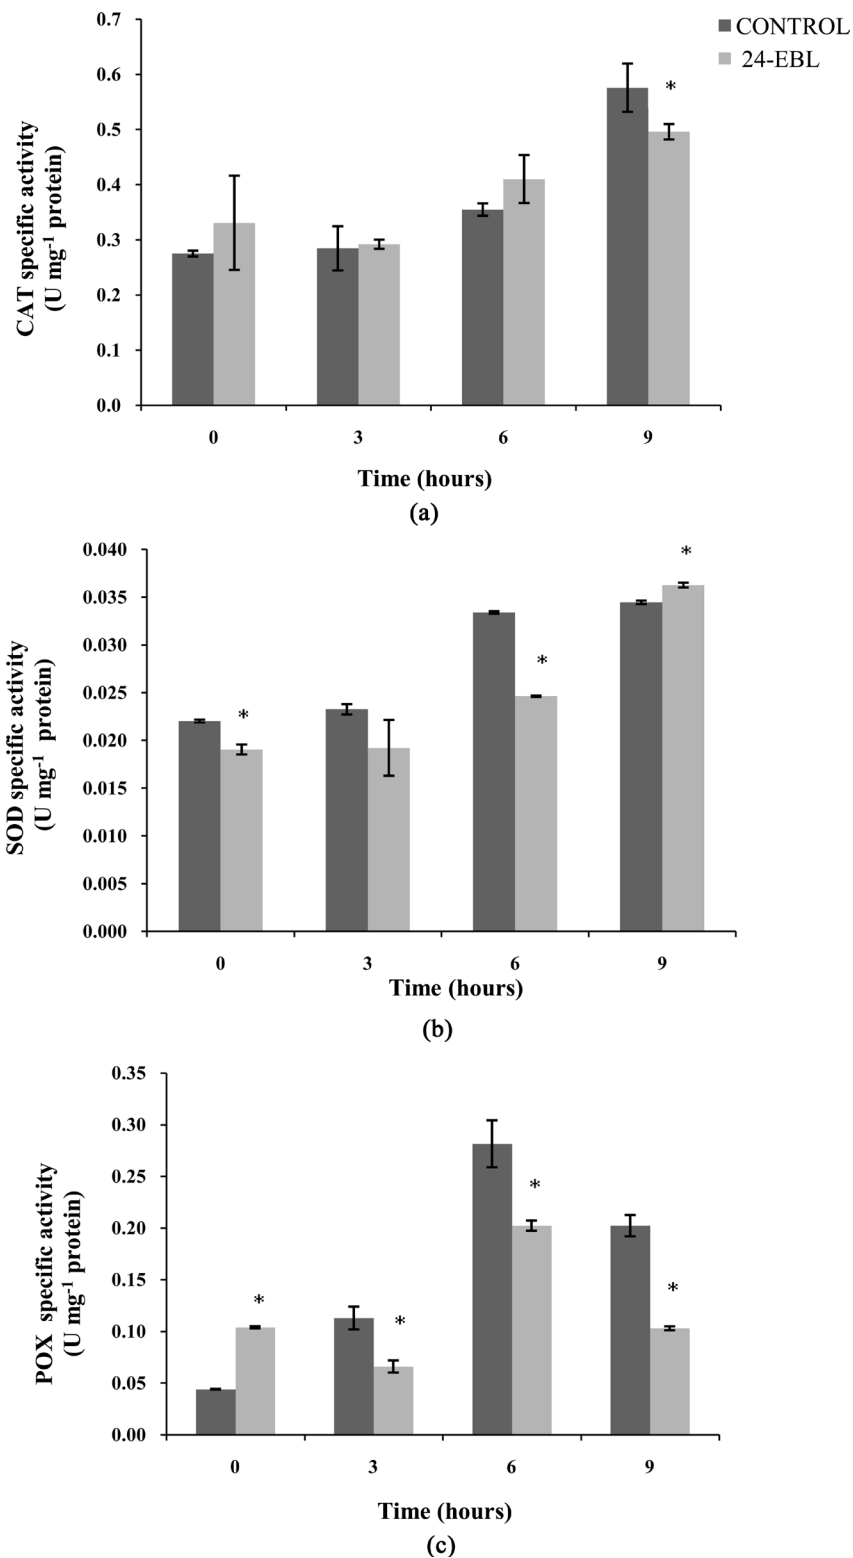 CONTROL
24-EBL
CAT specific activity
(U mg-1 protein)
0.7
0.6
*
0.5
0.4
0.3
0.2
0.1
0.0
0 3 6 9
Time (hours)
(a)
SOD specific activity
(U mg-1 protein)
0.040
*
0.035
0.030
*
0.025
*
0.020
0.015
0.010
0.005
0.000
0 3 6 9
Time (hours)
(b)
POX specific activity
(U mg-1 protein)
0.35
0.30
0.25
*
0.20
0.15
* * *
0.10
0.05
0.00
0 3 6 9
Time (hours)
(c)